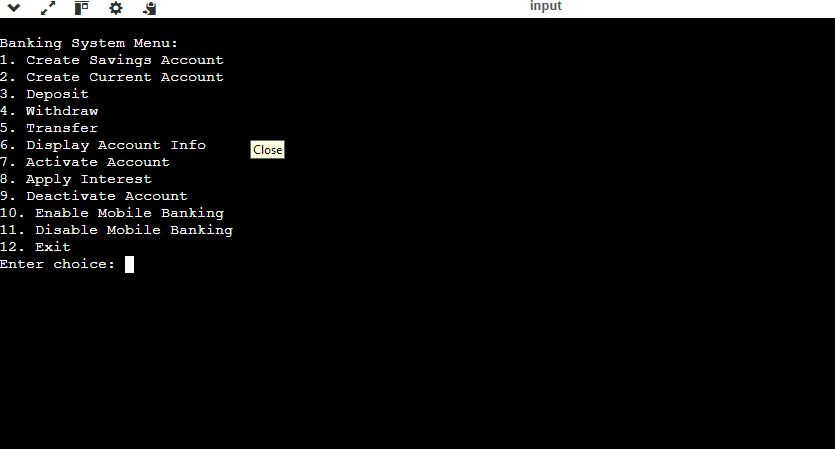 input
Banking System Menu:
1. Create Savings Account
2. Create Current Account
3. Deposit
4. Withdraw
5. Transfer
6. Display Account Info
Close
7. Activate Account
8. Apply Interest
9. Deactivate Account
10. Enable Mobile Banking
11. Disable Mobile Banking
12. Exit
Enter choice: